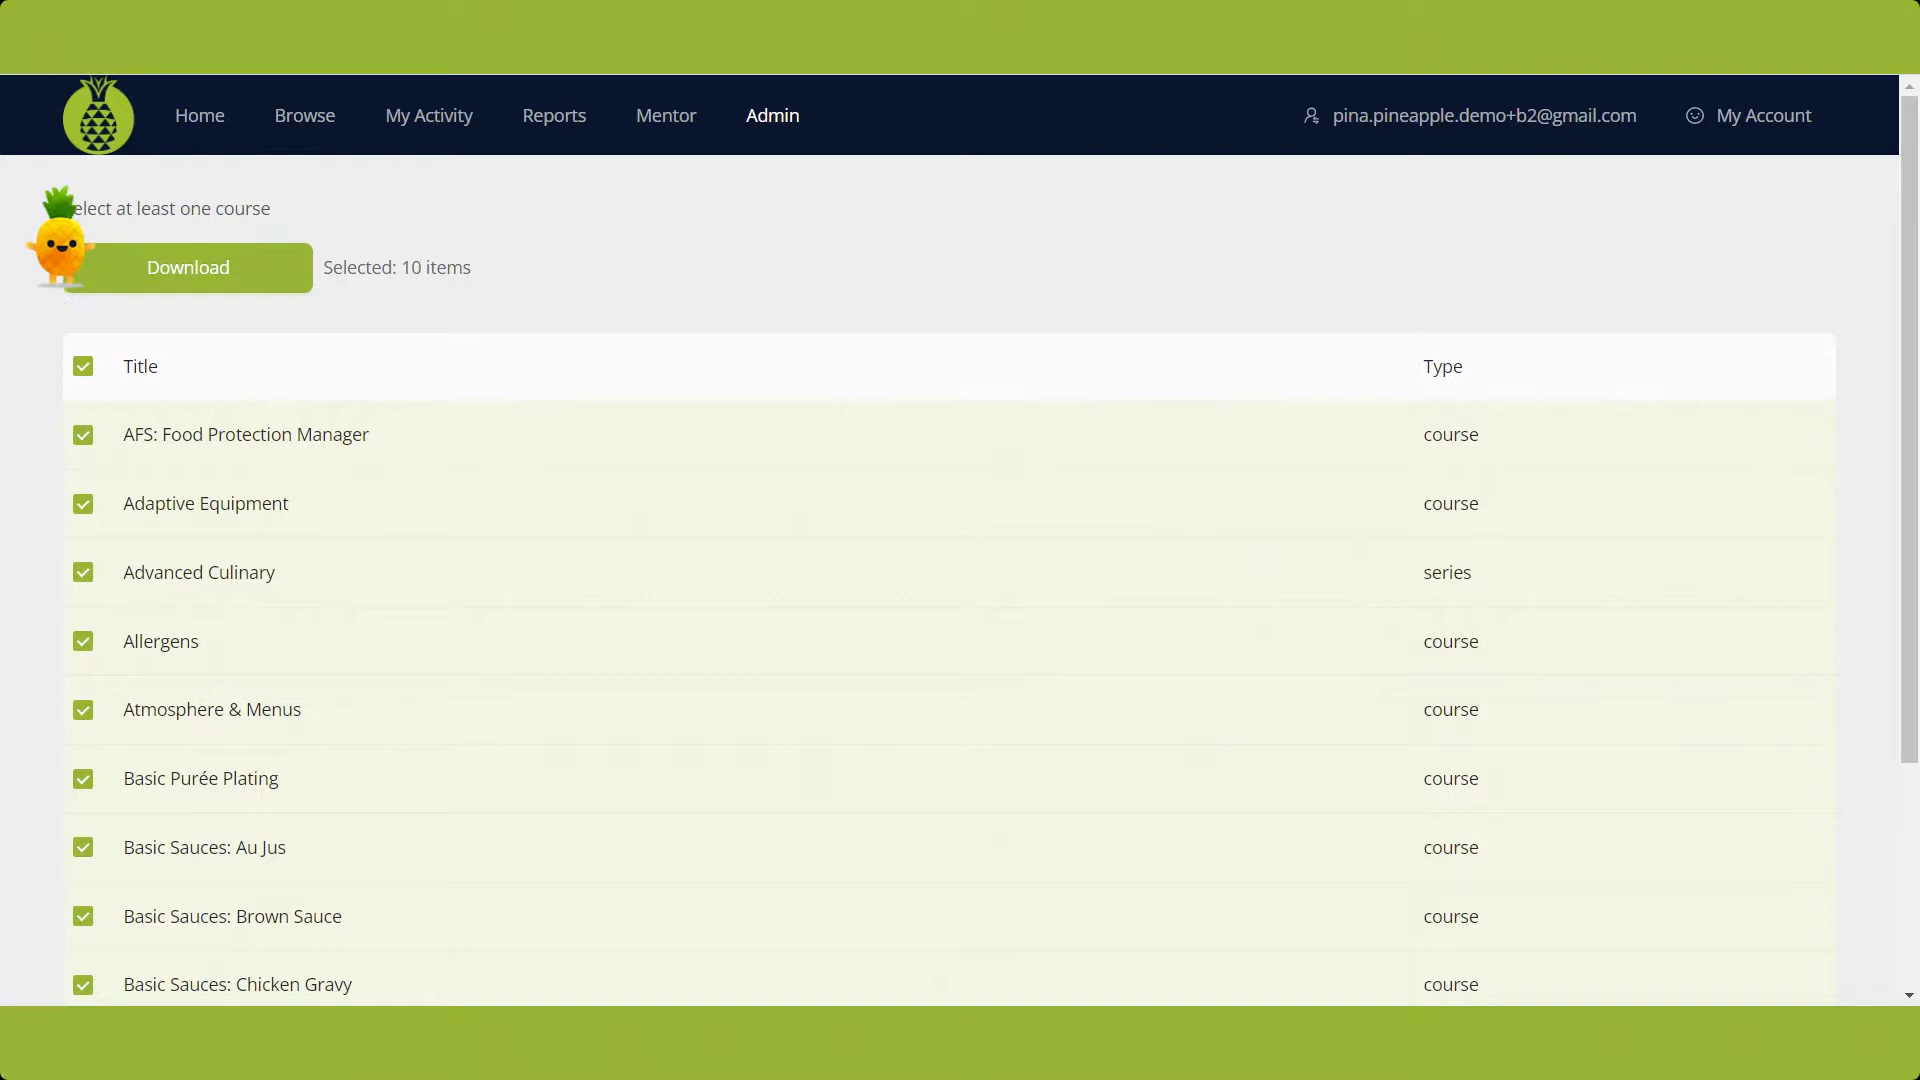 Home Browse My Activity Reports Mentor Admin pina.pineapple.demo+b2@gmail.com My Account
elect at least one course
Download Selected: 10 items
Title Type
AFS: Food Protection Manager course
Adaptive Equipment course
Advanced Culinary series
Allergens course
Atmosphere & Menus course
Basic Purée Plating course
Basic Sauces: Au Jus course
Basic Sauces: Brown Sauce course
Basic Sauces: Chicken Gravy course